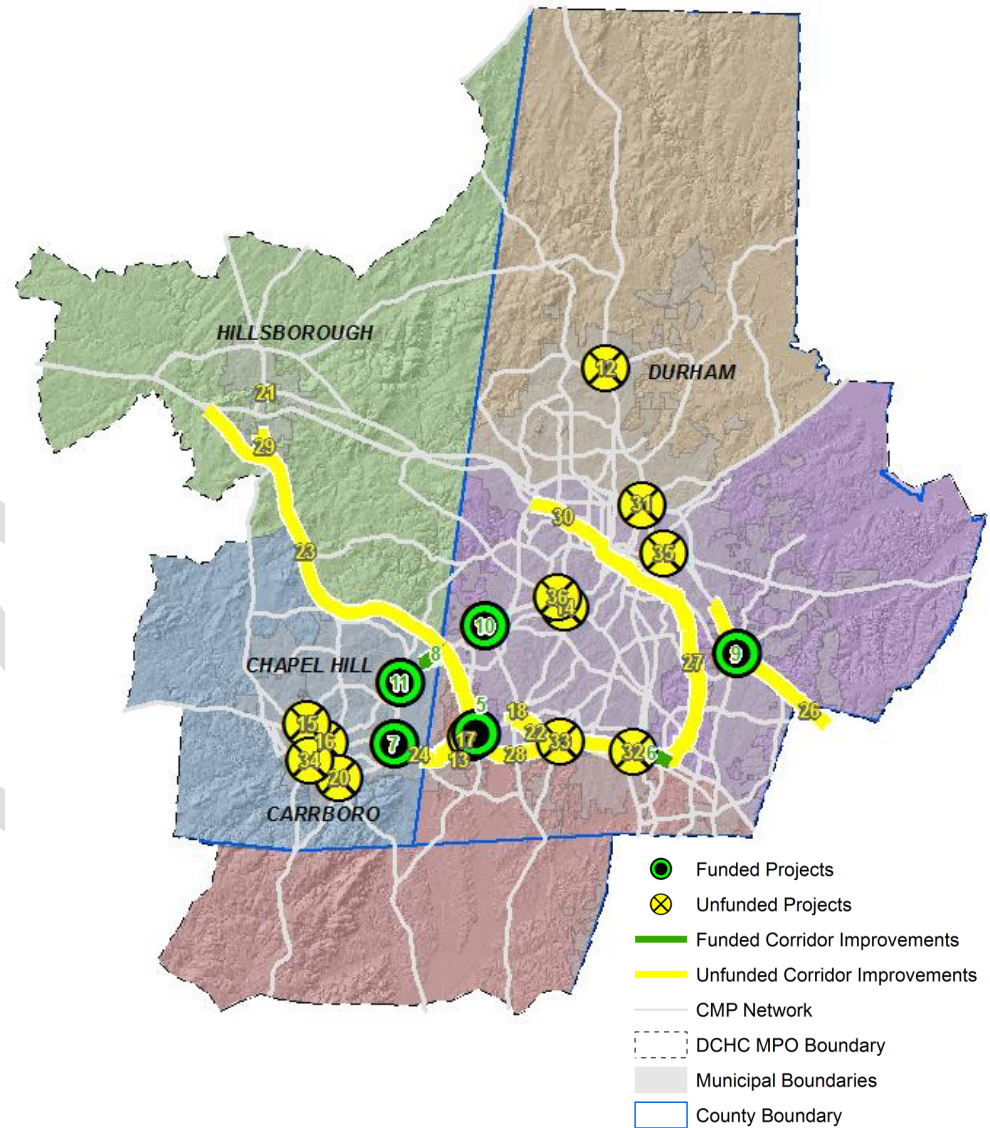 HILLSBOROUGH
12
DURHAM
21
29
31
30
35
23
36
14
10
8
CHAPEL HILL
11
9
27
5
15
18
26
16
7
17
22
33
24
13
28
32
6
34
20
CARRBORO
Funded Projects
Unfunded Projects
Funded Corridor Improvements
Unfunded Corridor Improvements
CMP Network
DCHC MPO Boundary
Municipal Boundaries
County Boundary